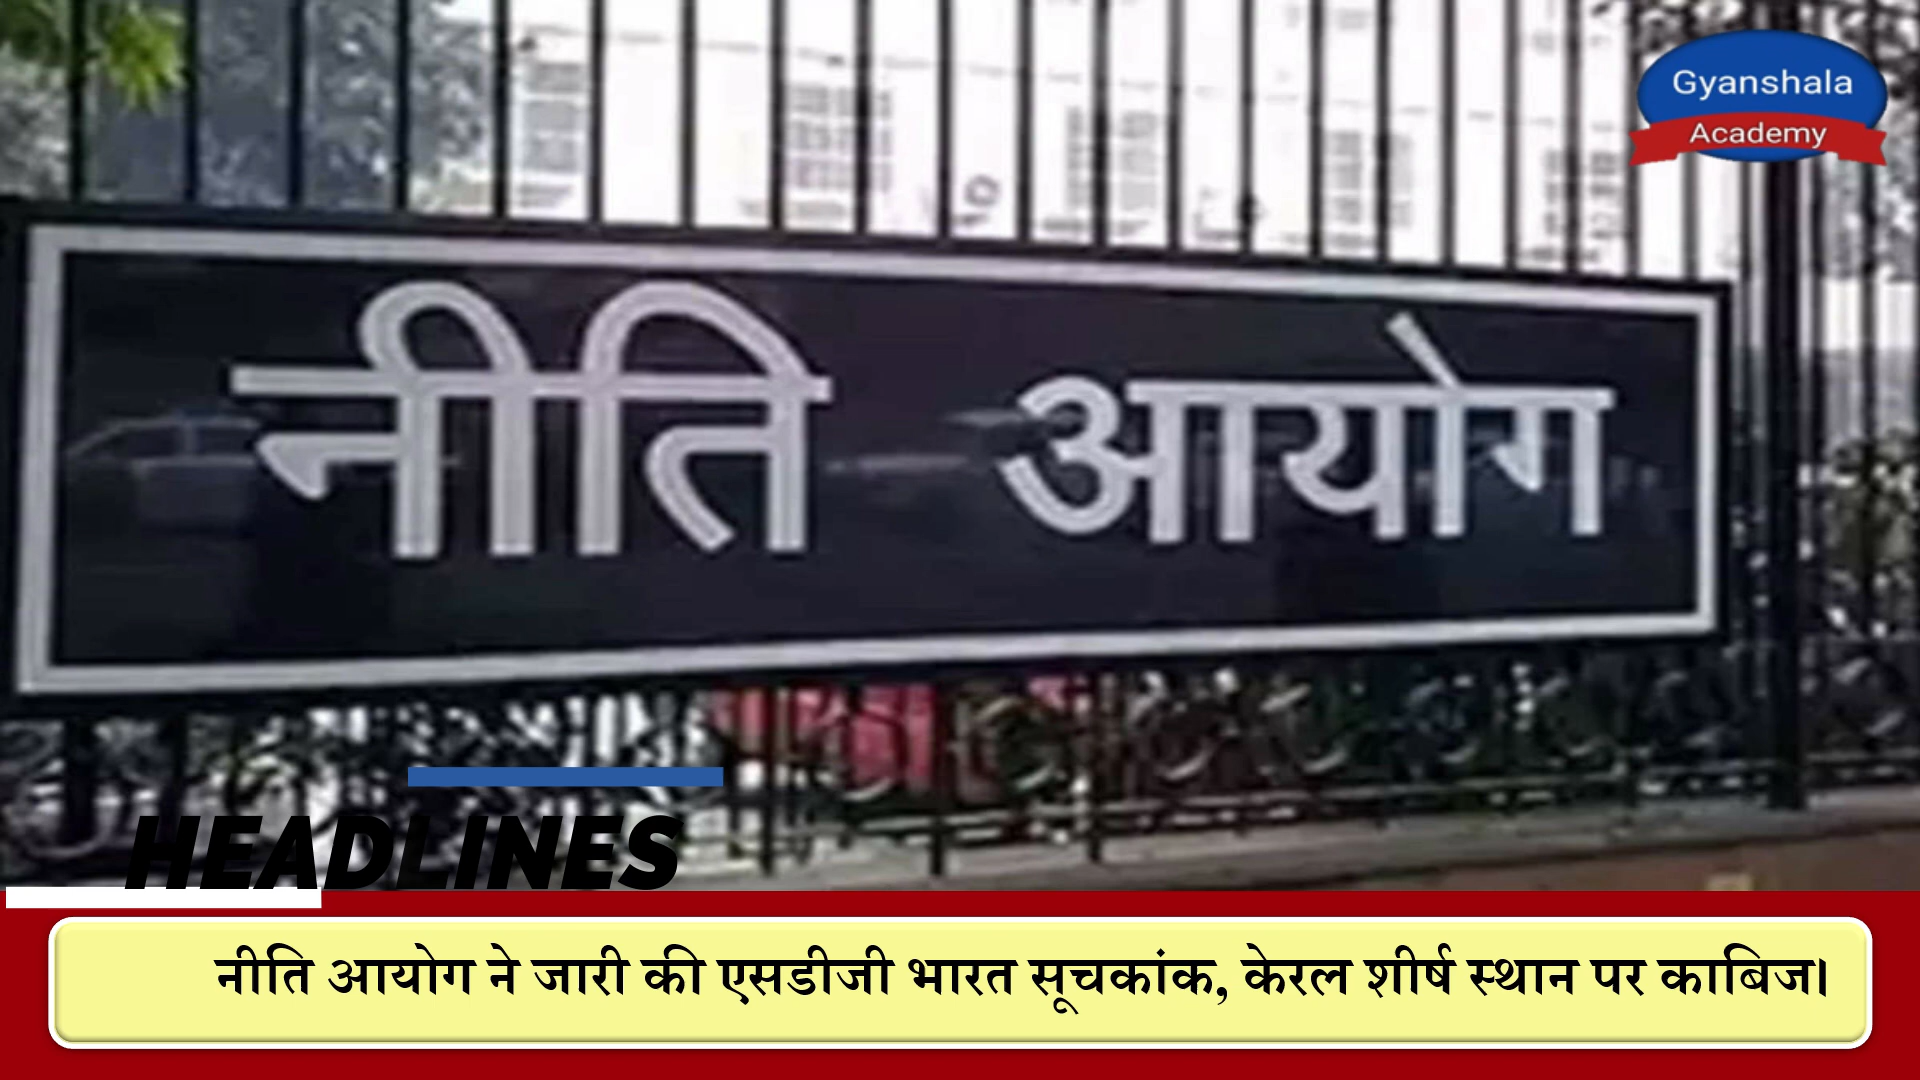 Gyanshala
Academy
नीति आयोग
HEADLINES
नीति आयोग ने जारी की एसडीजी भारत सूचकांक, केरल शीर्ष स्थान पर काबिज।